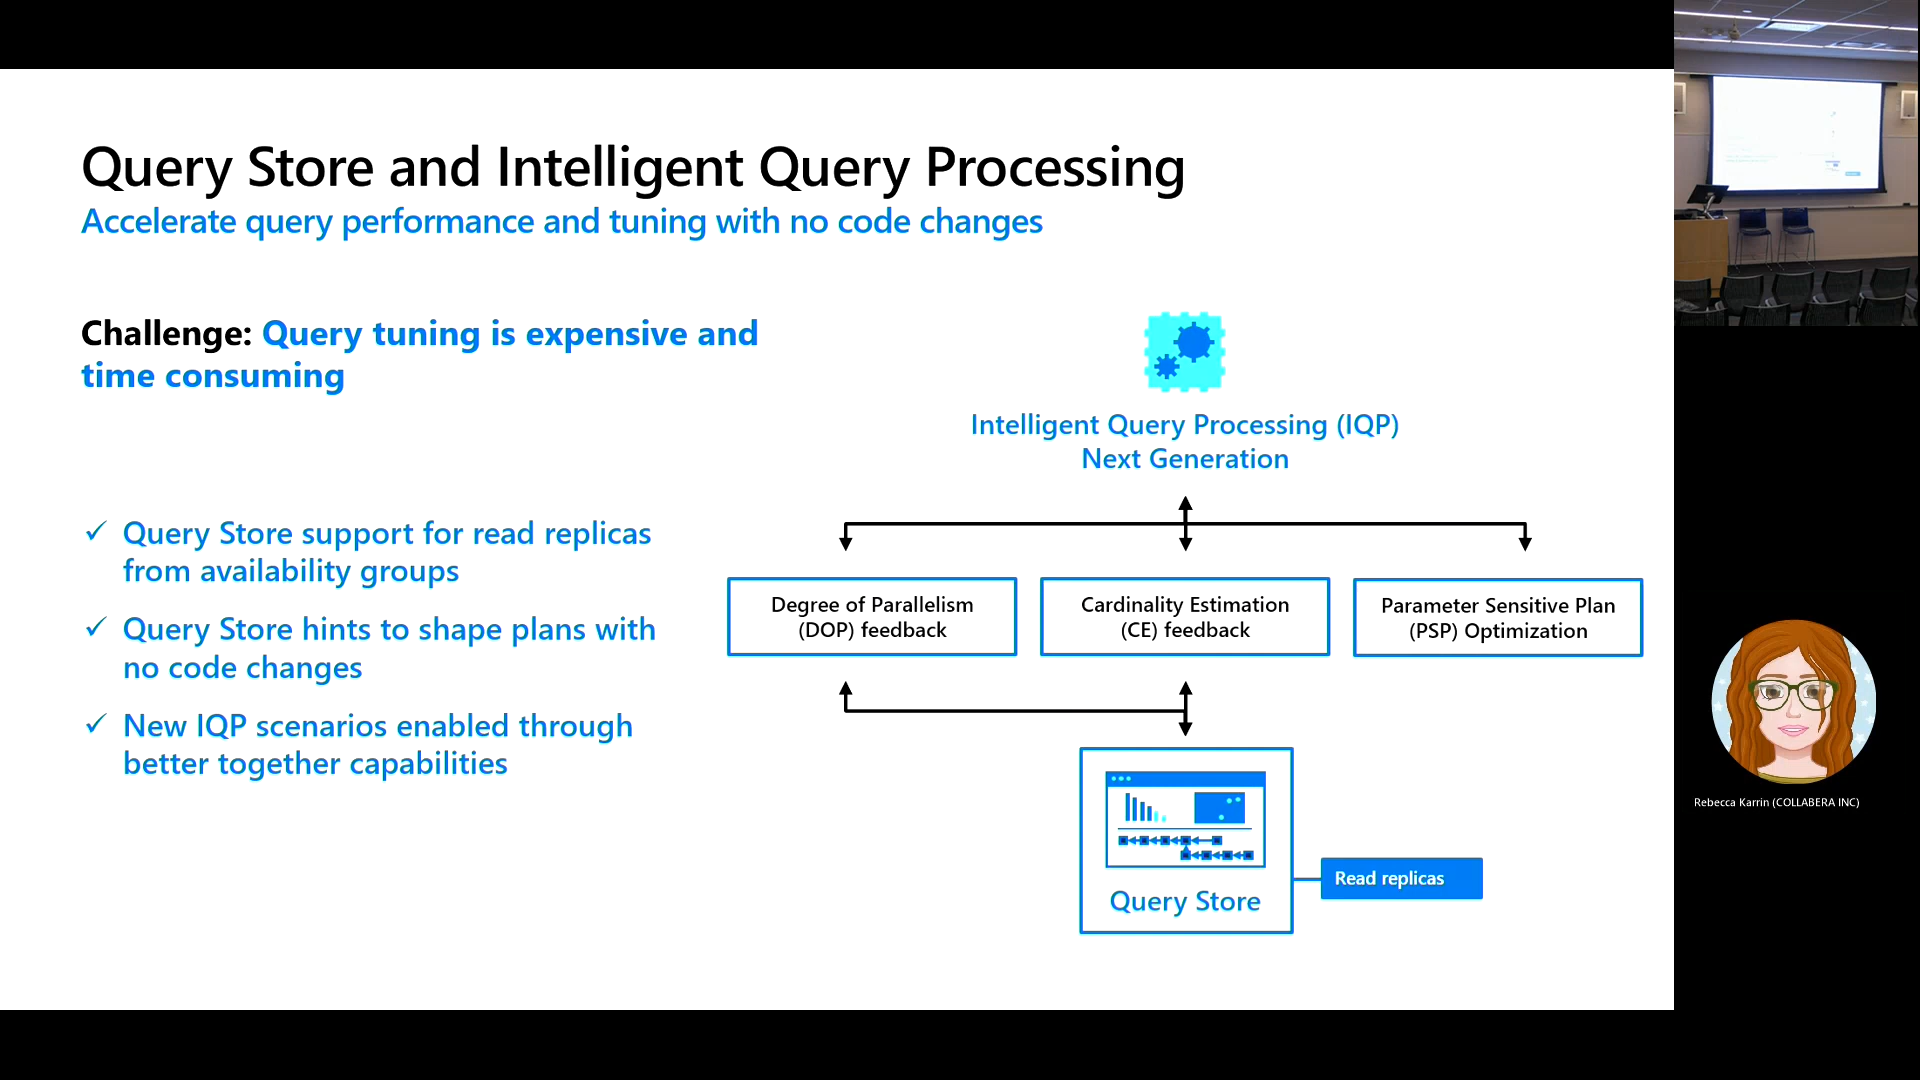 Query Store and Intelligent Query Processing
Accelerate query performance and tuning with no code changes
Challenge: Query tuning is expensive and
time consuming
✓ Query Store support for read replicas
from availability groups
✓ Query Store hints to shape plans with
no code changes
✓ New IQP scenarios enabled through
better together capabilities
Intelligent Query Processing (IQP)
Next Generation
Degree of Parallelism
(DOP) feedback
Cardinality Estimation
(CE) feedback
Parameter Sensitive Plan
(PSP) Optimization
Query Store
Read replicas
Rebecca Karrin (COLLABERA INC)